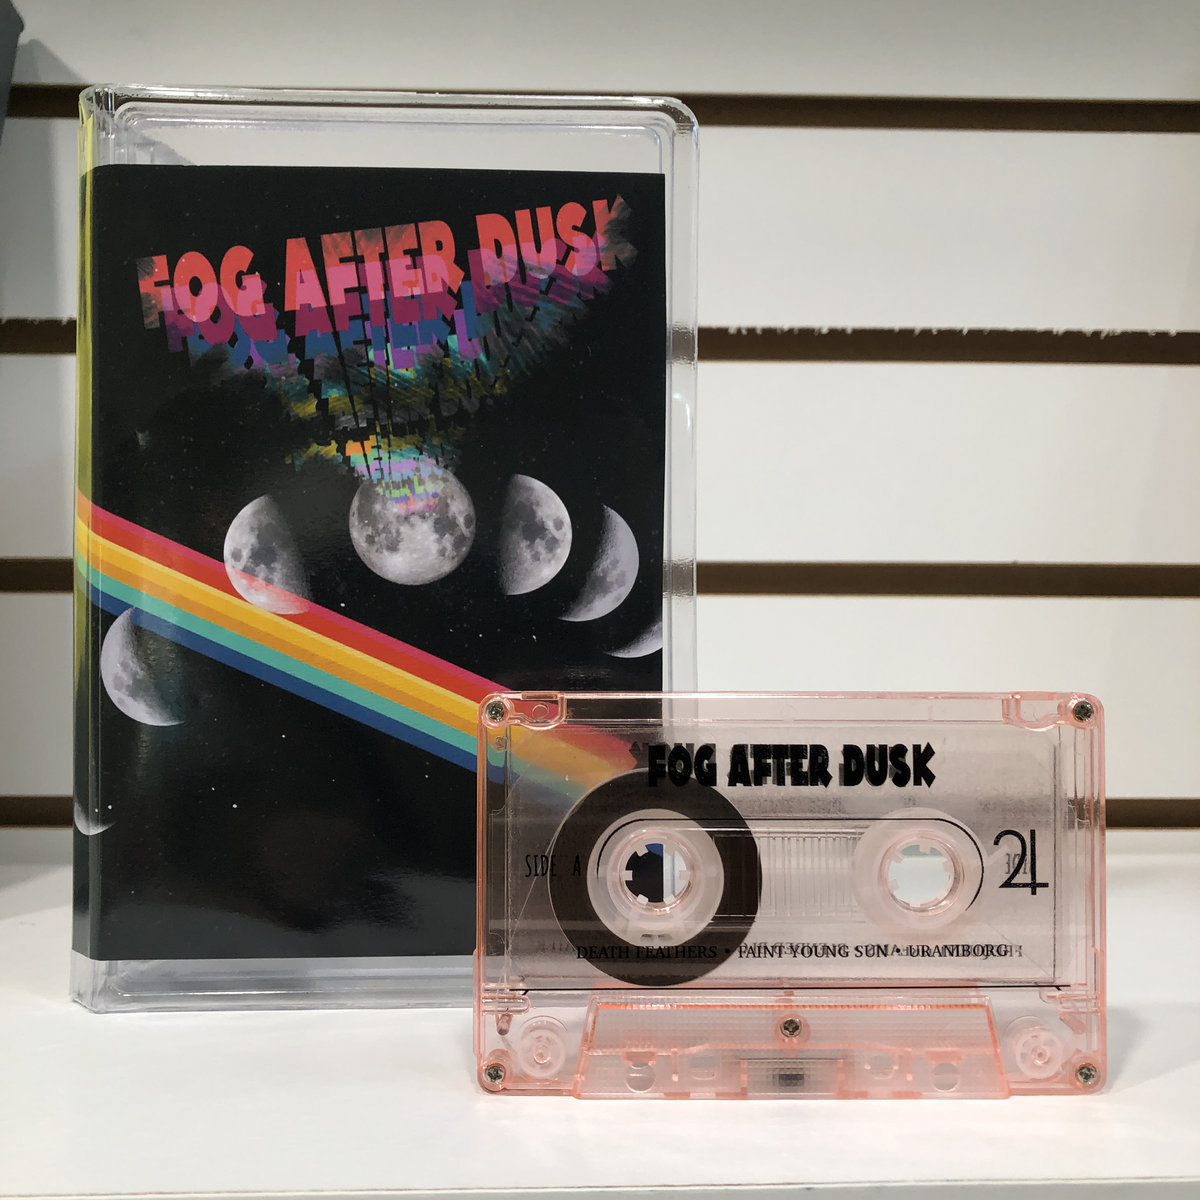 FOG AFTER DUSK
FOG AFTER DUSK
SIDE A
DEATH FEATHERS • FAINT YOUNG SUN • URANIBORG